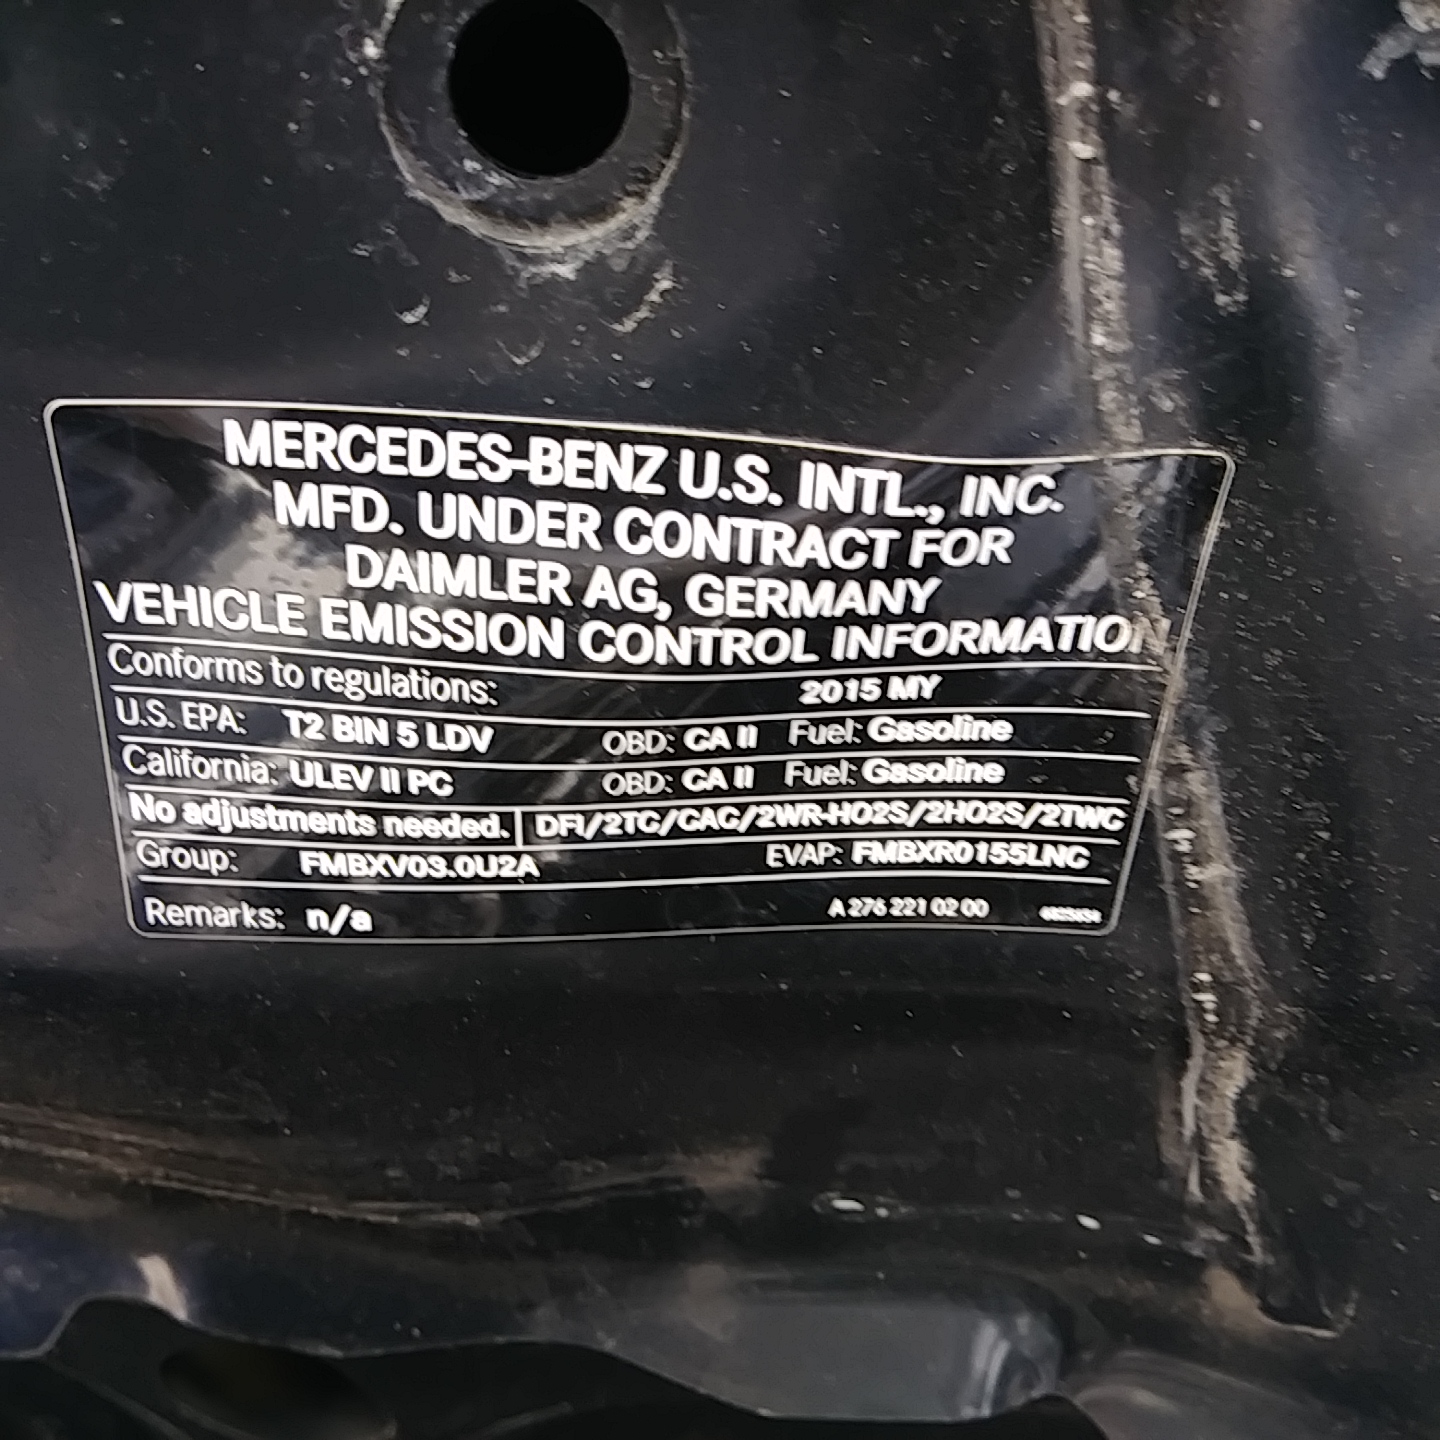 MERCEDES-BENZ U.S. INTL., INC.
MFD. UNDER CONTRACT FOR
DAIMLER AG, GERMANY
VEHICLE EMISSION CONTROL INFORMATION
Conforms to regulations: 2015 MY
U.S. EPA: T2 BIN 5 LDV OBD: CA II Fuel: Gasoline
California: ULEV II PC OBD: CA II Fuel: Gasoline
No adjustments needed. DFI/2TC/CAC/2WR-HO2S/2HO2S/2TWC
Group: FMBXV03.0U2A EVAP: FMBXR0155LNC
Remarks: n/a A 276 221 02 00